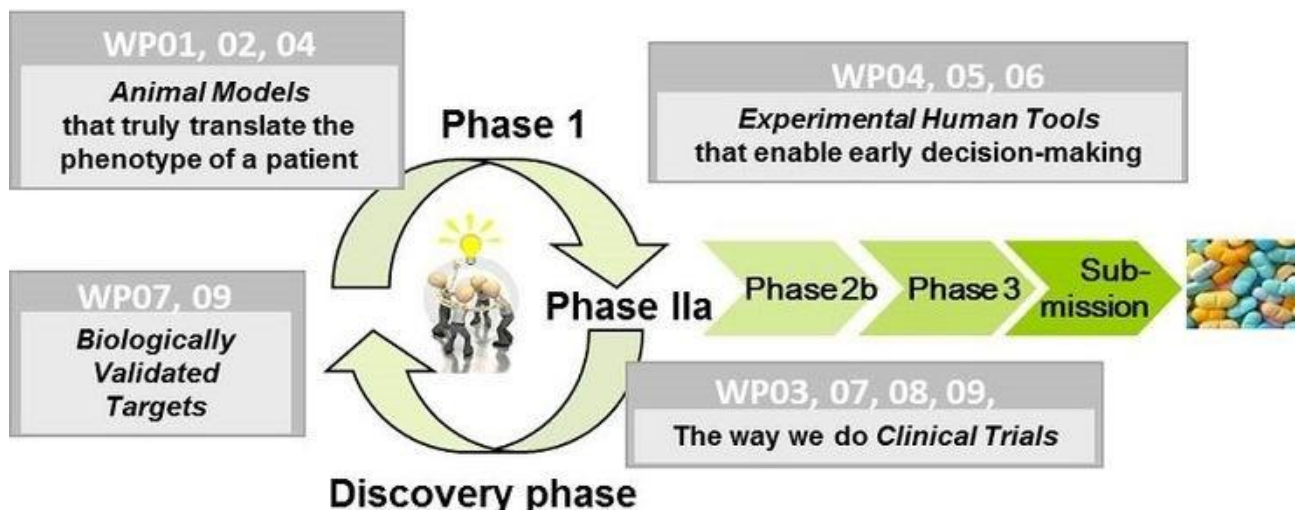 WP01, 02, 04
Animal Models
that truly translate the
phenotype of a patient
Phase 1
WP04, 05, 06
Experimental Human Tools
that enable early decision-making
WP07, 09
Biologically
Validated
Targets
Phase IIa
Phase 2b
Phase 3
Sub-
mission
WP03, 07, 08, 09,
The way we do Clinical Trials
Discovery phase